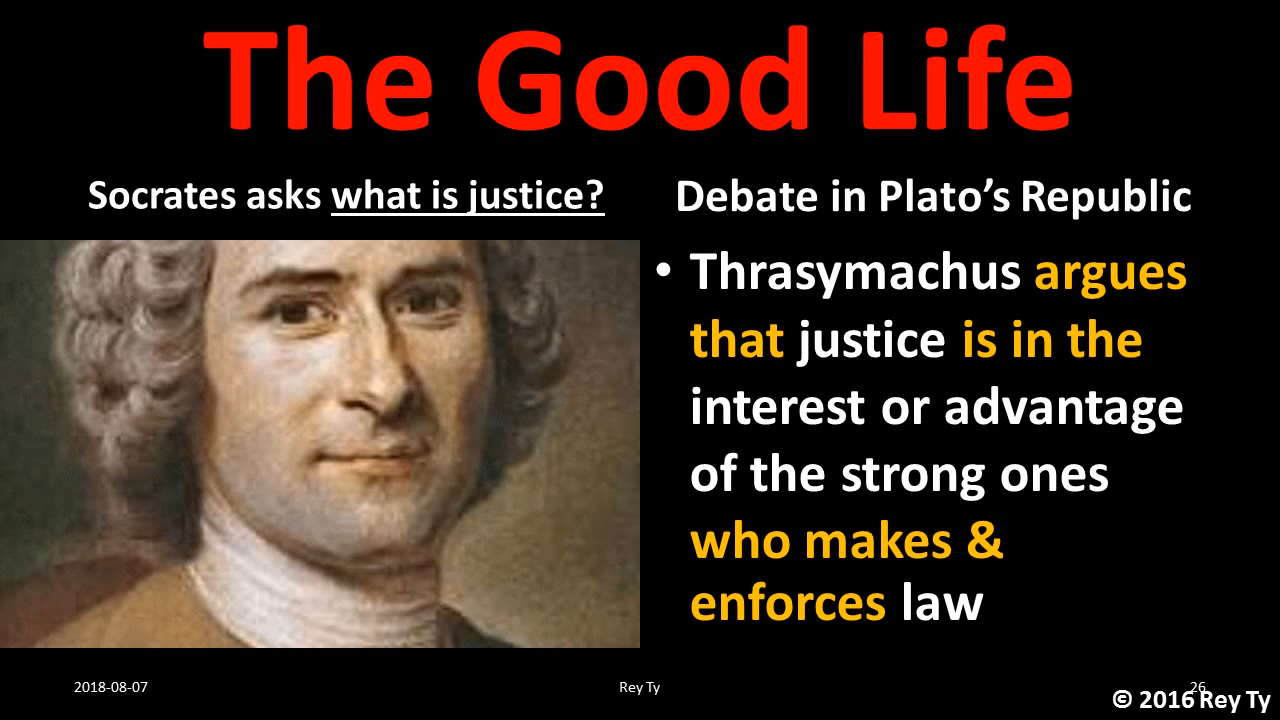 The Good Life
Socrates asks what is justice?
Debate in Plato’s Republic
• Thrasymachus argues
that justice is in the
interest or advantage
of the strong ones
who makes &
enforces law
2018-08-07
Rey Ty
26
© 2016 Rey Ty